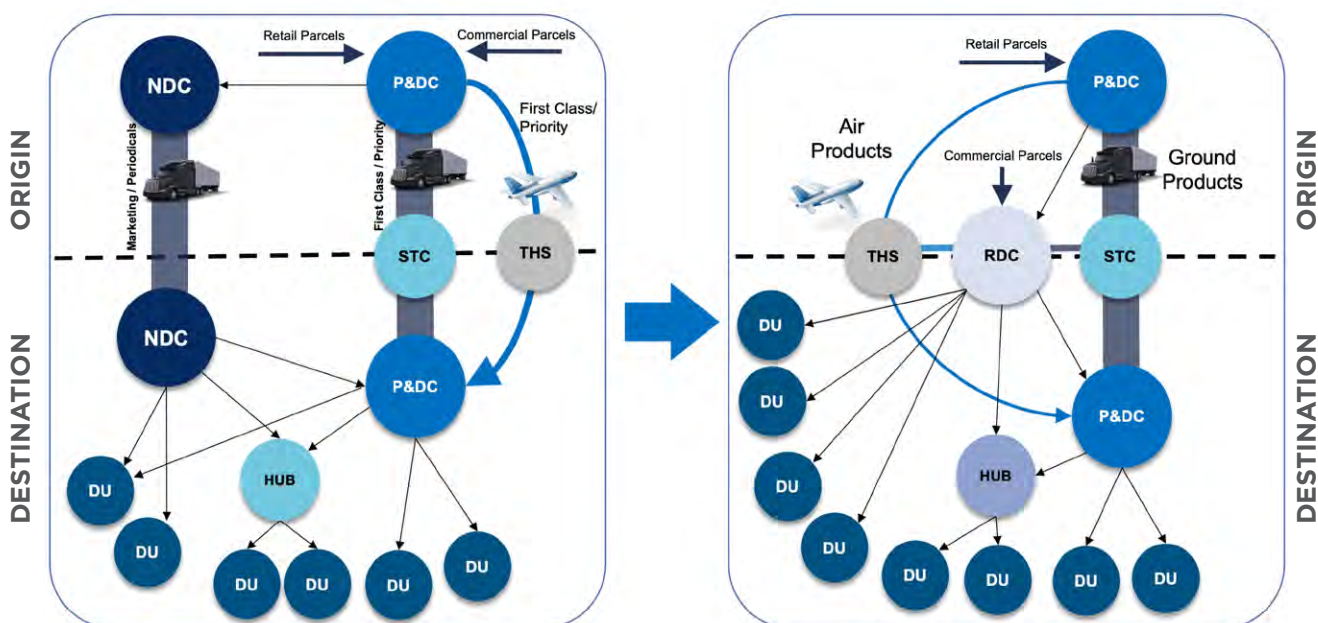 ORIGIN
DESTINATION
Retail Parcels
Commercial Parcels
NDC
P&DC
First Class/
Priority
Marketing / Periodicals
First Class / Priority
STC
THS
NDC
P&DC
DU
HUB
DU
DU
DU
DU
DU
Retail Parcels
P&DC
Air
Products
Commercial Parcels
Ground
Products
THS
RDC
STC
DU
DU
P&DC
DU
HUB
DU
DU
DU
DU
DU
ORIGIN
DESTINATION